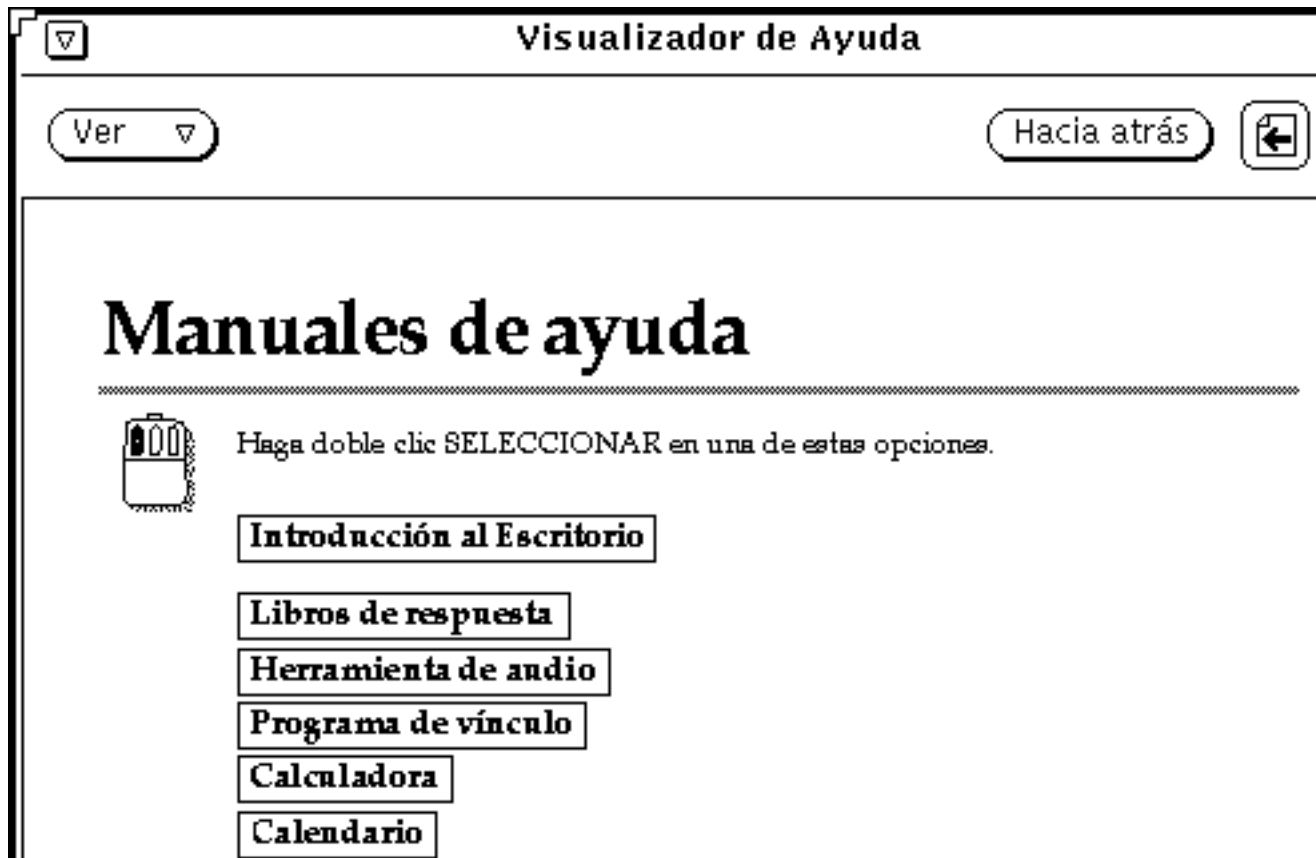 Visualizador de Ayuda
Ver
Hacia atrás
Manuales de ayuda
Haga doble clic SELECCIONAR en una de estas opciones.
Introducción al Escritorio
Libros de respuesta
Herramienta de audio
Programa de vínculo
Calculadora
Calendario